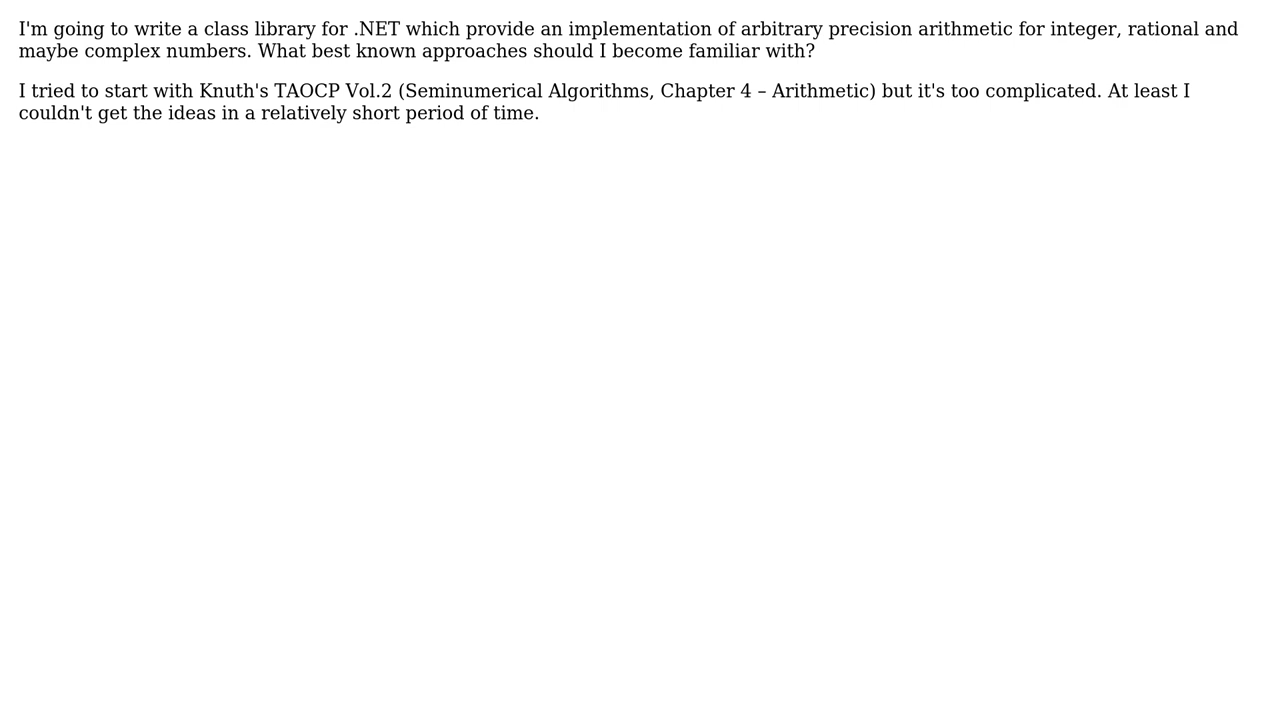 I'm going to write a class library for .NET which provide an implementation of arbitrary precision arithmetic for integer, rational and
maybe complex numbers. What best known approaches should I become familiar with?
I tried to start with Knuth's TAOCP Vol.2 (Seminumerical Algorithms, Chapter 4 – Arithmetic) but it's too complicated. At least I
couldn't get the ideas in a relatively short period of time.